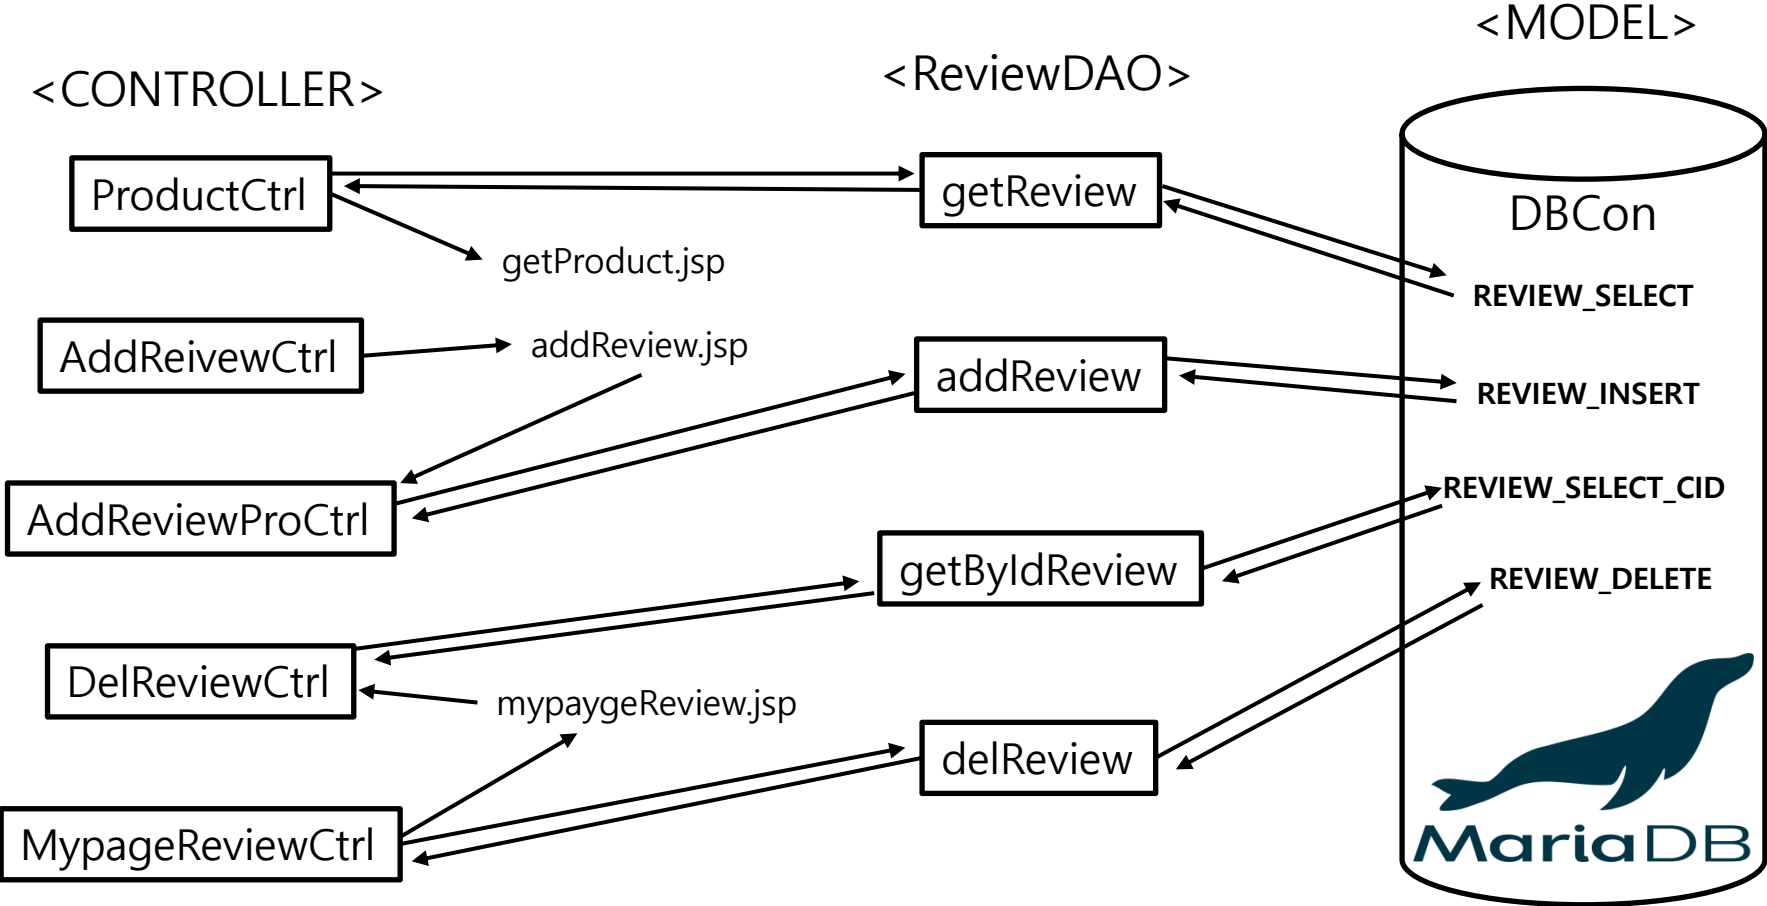 <MODEL>
<ReviewDAO>
<CONTROLLER>
ProductCtrl
getReview
DBCon
getProduct.jsp
REVIEW_SELECT
AddReivewCtrl
addReview.jsp
addReview
REVIEW_INSERT
REVIEW_SELECT_CID
AddReviewProCtrl
getByIdReview
REVIEW_DELETE
DelReviewCtrl
mypaygeReview.jsp
delReview
MypageReviewCtrl
MariaDB